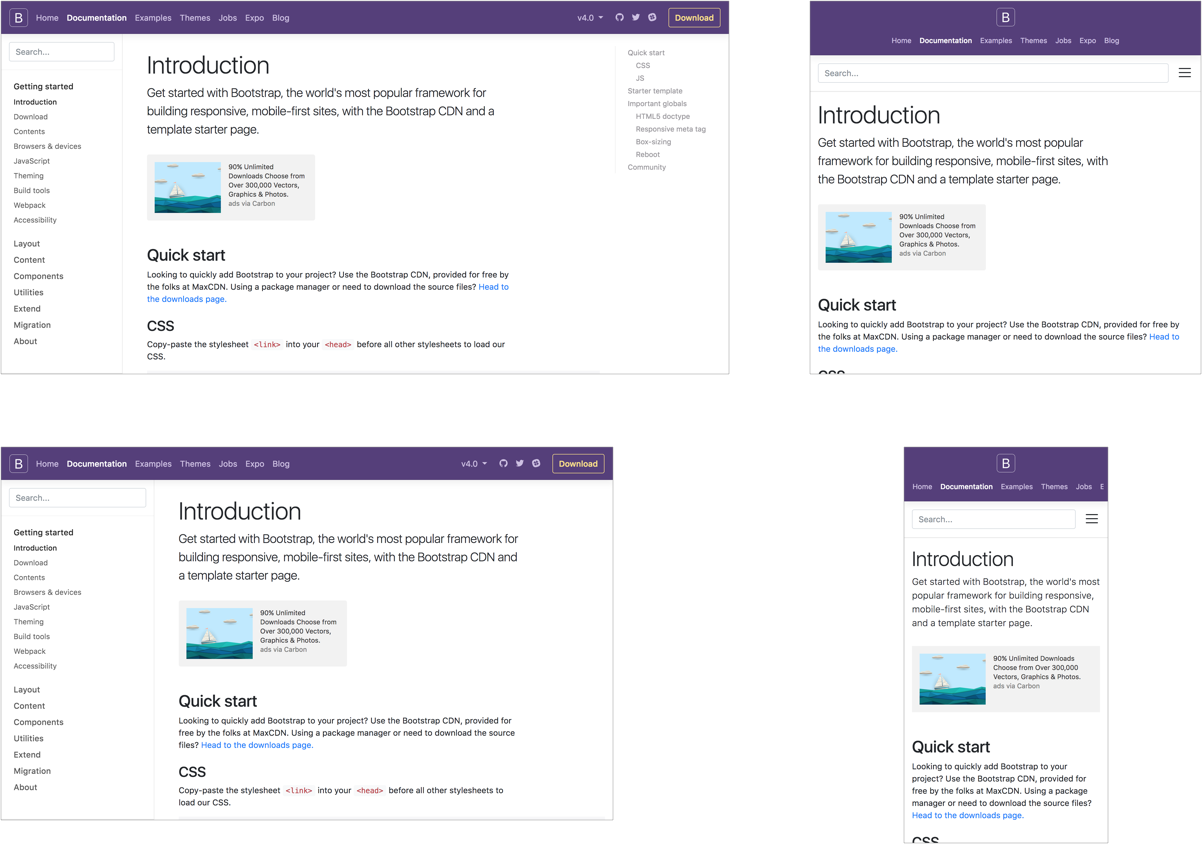 B Home Documentation Examples Themes Jobs Expo Blog v4.0 Download
Search...
Getting started
Introduction
Download
Contents
Browsers & devices
JavaScript
Theming
Build tools
Webpack
Accessibility
Layout
Content
Components
Utilities
Extend
Migration
About
Introduction
Get started with Bootstrap, the world's most popular framework for
building responsive, mobile-first sites, with the Bootstrap CDN and a
template starter page.
90% Unlimited
Downloads Choose from
Over 300,000 Vectors,
Graphics & Photos.
ads via Carbon
Quick start
Looking to quickly add Bootstrap to your project? Use the Bootstrap CDN, provided for free by
the folks at MaxCDN. Using a package manager or need to download the source files? Head to
the downloads page.
CSS
Copy-paste the stylesheet <link> into your <head> before all other stylesheets to load our
CSS.
Quick start
CSS
JS
Starter template
Important globals
HTML5 doctype
Responsive meta tag
Box-sizing
Reboot
Community
B
Home Documentation Examples Themes Jobs Expo Blog
Search...
Introduction
Get started with Bootstrap, the world's most popular
framework for building responsive, mobile-first sites, with
the Bootstrap CDN and a template starter page.
90% Unlimited
Downloads Choose from
Over 300,000 Vectors,
Graphics & Photos.
ads via Carbon
Quick start
Looking to quickly add Bootstrap to your project? Use the Bootstrap CDN, provided for free by
the folks at MaxCDN. Using a package manager or need to download the source files? Head to
the downloads page.
CSS
B Home Documentation Examples Themes Jobs Expo Blog v4.0 Download
Search...
Getting started
Introduction
Download
Contents
Browsers & devices
JavaScript
Theming
Build tools
Webpack
Accessibility
Layout
Content
Components
Utilities
Extend
Migration
About
Introduction
Get started with Bootstrap, the world's most popular framework for
building responsive, mobile-first sites, with the Bootstrap CDN and
a template starter page.
90% Unlimited
Downloads Choose from
Over 300,000 Vectors,
Graphics & Photos.
ads via Carbon
Quick start
Looking to quickly add Bootstrap to your project? Use the Bootstrap CDN, provided for
free by the folks at MaxCDN. Using a package manager or need to download the source
files? Head to the downloads page.
CSS
Copy-paste the stylesheet <link> into your <head> before all other stylesheets to
load our CSS.
B
Home Documentation Examples Themes Jobs E
Search...
Introduction
Get started with Bootstrap, the world's most
popular framework for building responsive,
mobile-first sites, with the Bootstrap CDN
and a template starter page.
90% Unlimited Downloads
Choose from Over 300,000
Vectors, Graphics & Photos.
ads via Carbon
Quick start
Looking to quickly add Bootstrap to your
project? Use the Bootstrap CDN, provided for
free by the folks at MaxCDN. Using a package
manager or need to download the source files?
Head to the downloads page.
CSS